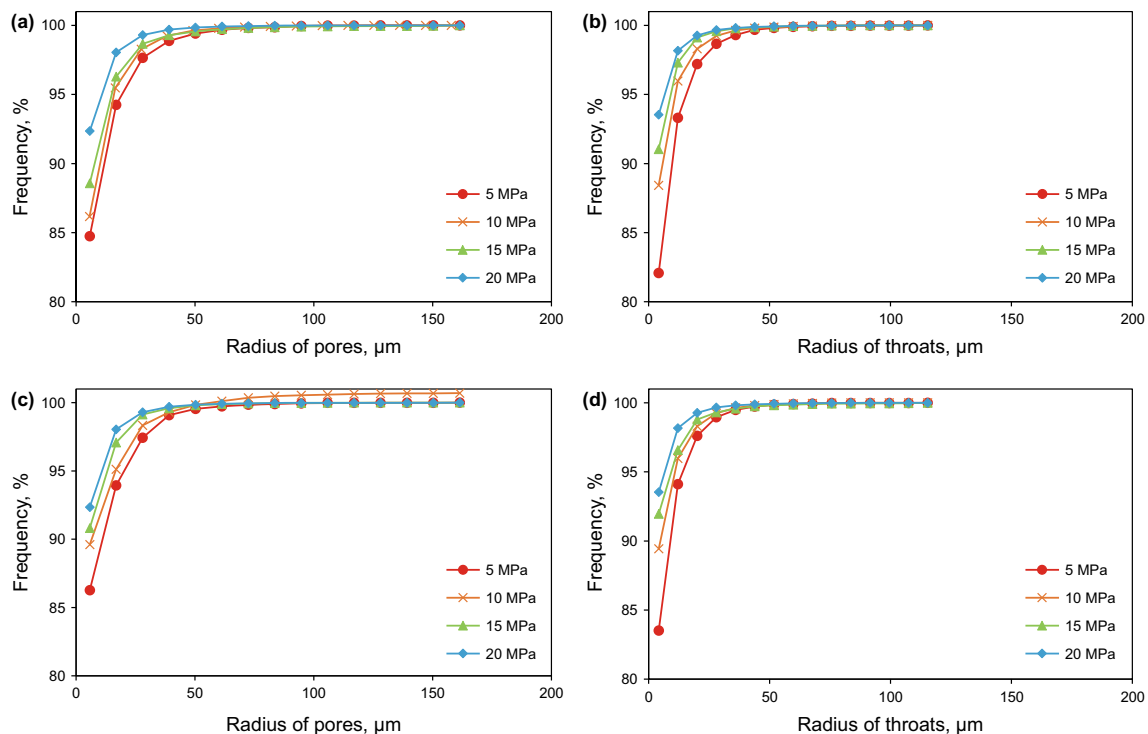 (a)
Frequency, %
100
95
90
85
80
0
50
100
150
200
Radius of pores, µm
5 MPa
10 MPa
15 MPa
20 MPa
(b)
Frequency, %
100
95
90
85
80
0
50
100
150
200
Radius of throats, µm
5 MPa
10 MPa
15 MPa
20 MPa
(c)
Frequency, %
100
95
90
85
80
0
50
100
150
200
Radius of pores, µm
5 MPa
10 MPa
15 MPa
20 MPa
(d)
Frequency, %
100
95
90
85
80
0
50
100
150
200
Radius of throats, µm
5 MPa
10 MPa
15 MPa
20 MPa